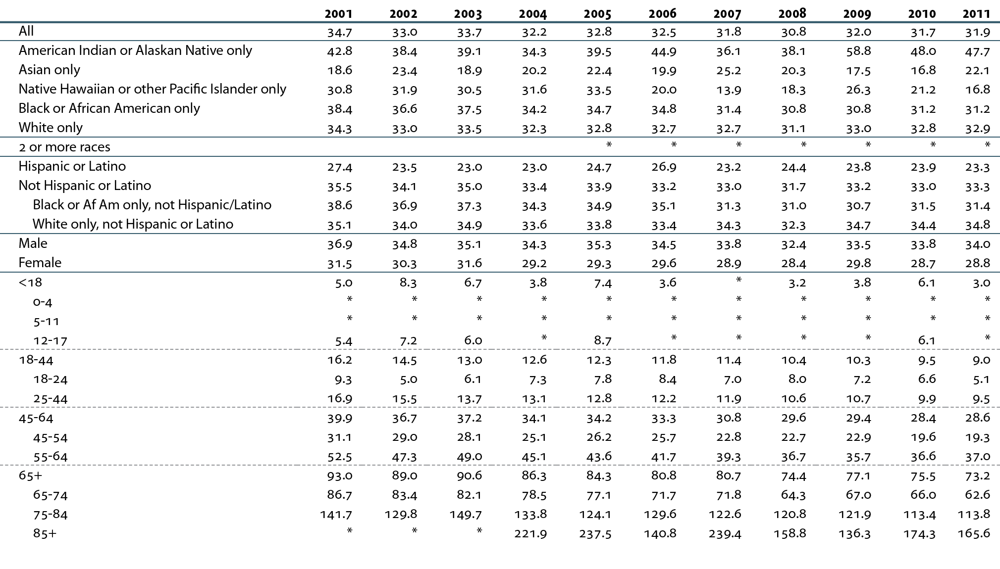 2001 2002 2003 2004 2005 2006 2007 2008 2009 2010 2011
All 34.7 33.0 33.7 32.2 32.8 32.5 31.8 30.8 32.0 31.7 31.9
American Indian or Alaskan Native only 42.8 38.4 39.1 34.3 39.5 44.9 36.1 38.1 58.8 48.0 47.7
Asian only 18.6 23.4 18.9 20.2 22.4 19.9 25.2 20.3 17.5 16.8 22.1
Native Hawaiian or other Pacific Islander only 30.8 31.9 30.5 31.6 33.5 20.0 13.9 18.3 26.3 21.2 16.8
Black or African American only 38.4 36.6 37.5 34.2 34.7 34.8 31.4 30.8 30.8 31.2 31.2
White only 34.3 33.0 33.5 32.3 32.8 32.7 32.7 31.1 33.0 32.8 32.9
2 or more races * * * * * * *
Hispanic or Latino 27.4 23.5 23.0 23.0 24.7 26.9 23.2 24.4 23.8 23.9 23.3
Not Hispanic or Latino 35.5 34.1 35.0 33.4 33.9 33.2 33.0 31.7 33.2 33.0 33.3
Black or Af Am only, not Hispanic/Latino 38.6 36.9 37.3 34.3 34.9 35.1 31.3 31.0 30.7 31.5 31.4
White only, not Hispanic or Latino 35.1 34.0 34.9 33.6 33.8 33.4 34.3 32.3 34.7 34.4 34.8
Male 36.9 34.8 35.1 34.3 35.3 34.5 33.8 32.4 33.5 33.8 34.0
Female 31.5 30.3 31.6 29.2 29.3 29.6 28.9 28.4 29.8 28.7 28.8
<18 5.0 8.3 6.7 3.8 7.4 3.6 * 3.2 3.8 6.1 3.0
0-4 * * * * * * * * * * *
5-11 * * * * * * * * * * *
12-17 5.4 7.2 6.0 * 8.7 * * * * 6.1 *
18-44 16.2 14.5 13.0 12.6 12.3 11.8 11.4 10.4 10.3 9.5 9.0
18-24 9.3 5.0 6.1 7.3 7.8 8.4 7.0 8.0 7.2 6.6 5.1
25-44 16.9 15.5 13.7 13.1 12.8 12.2 11.9 10.6 10.7 9.9 9.5
45-64 39.9 36.7 37.2 34.1 34.2 33.3 30.8 29.6 29.4 28.4 28.6
45-54 31.1 29.0 28.1 25.1 26.2 25.7 22.8 22.7 22.9 19.6 19.3
55-64 52.5 47.3 49.0 45.1 43.6 41.7 39.3 36.7 35.7 36.6 37.0
65+ 93.0 89.0 90.6 86.3 84.3 80.8 80.7 74.4 77.1 75.5 73.2
65-74 86.7 83.4 82.1 78.5 77.1 71.7 71.8 64.3 67.0 66.0 62.6
75-84 141.7 129.8 149.7 133.8 124.1 129.6 122.6 120.8 121.9 113.4 113.8
85+ * * * 221.9 237.5 140.8 239.4 158.8 136.3 174.3 165.6